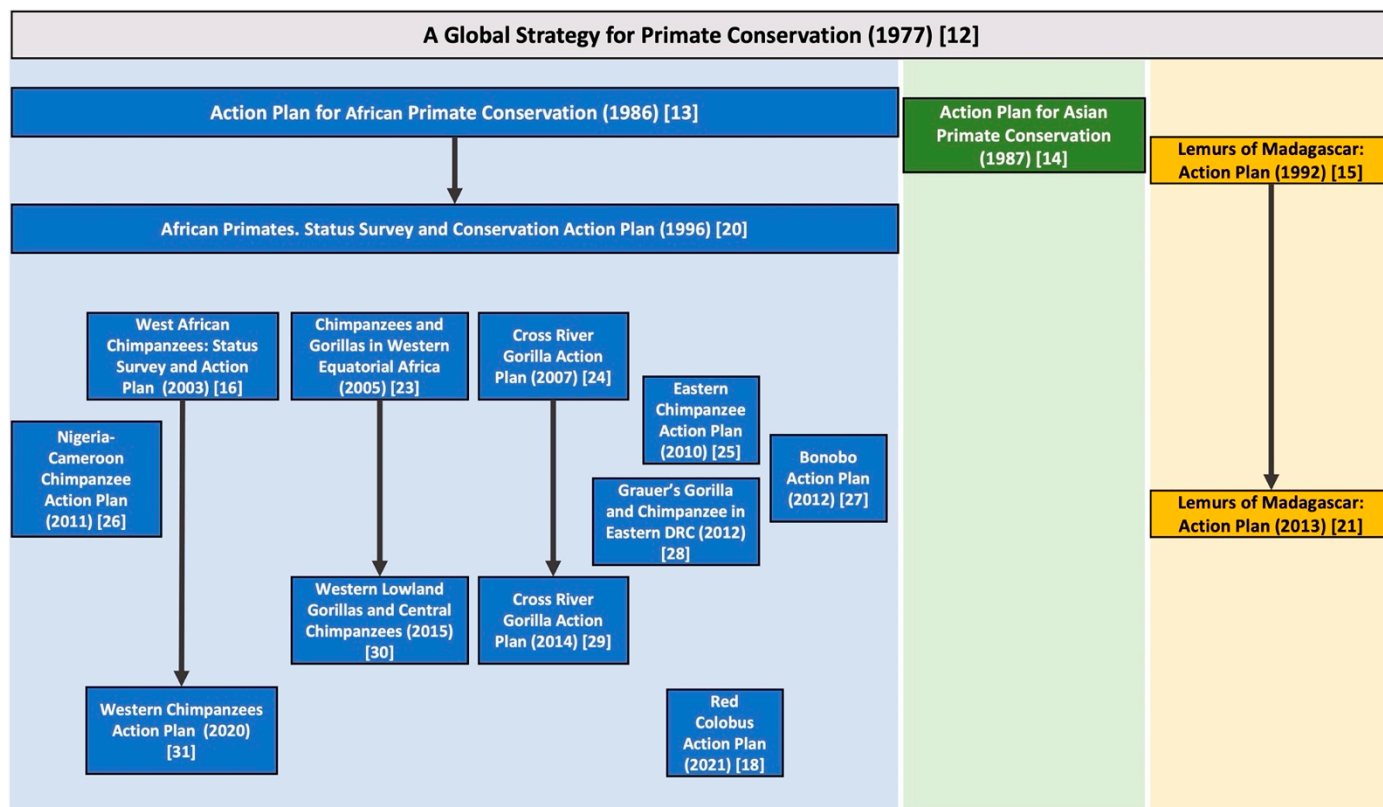 A Global Strategy for Primate Conservation (1977) [12]
Action Plan for African Primate Conservation (1986) [13]
Action Plan for Asian
Primate Conservation
(1987) [14]
Lemurs of Madagascar:
Action Plan (1992) [15]
African Primates. Status Survey and Conservation Action Plan (1996) [20]
West African
Chimpanzees: Status
Survey and Action
Plan (2003) [16]
Chimpanzees and
Gorillas in Western
Equatorial Africa
(2005) [23]
Cross River
Gorilla Action
Plan (2007) [24]
Eastern
Chimpanzee
Action Plan
(2010) [25]
Nigeria-
Cameroon
Chimpanzee
Action Plan
(2011) [26]
Bonobo
Action Plan
(2012) [27]
Grauer’s Gorilla
and Chimpanzee in
Eastern DRC (2012)
[28]
Lemurs of Madagascar:
Action Plan (2013) [21]
Western Lowland
Gorillas and Central
Chimpanzees (2015)
[30]
Cross River
Gorilla Action
Plan (2014) [29]
Western Chimpanzees
Action Plan (2020)
[31]
Red
Colobus
Action Plan
(2021) [18]